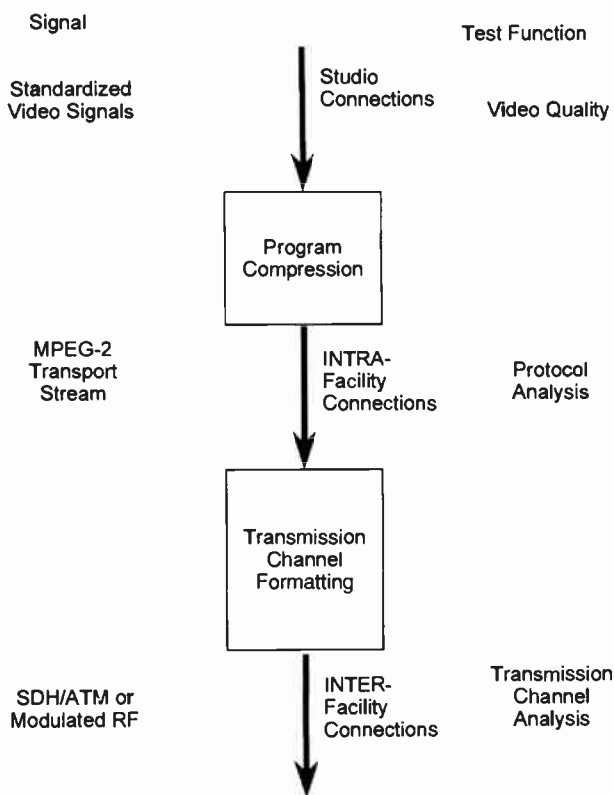 Signal
Test Function
Standardized
Video Signals
Studio
Connections
Video Quality
Program
Compression
MPEG-2
Transport
Stream
INTRA-
Facility
Connections
Protocol
Analysis
Transmission
Channel
Formatting
SDH/ATM or
Modulated RF
INTER-
Facility
Connections
Transmission
Channel
Analysis